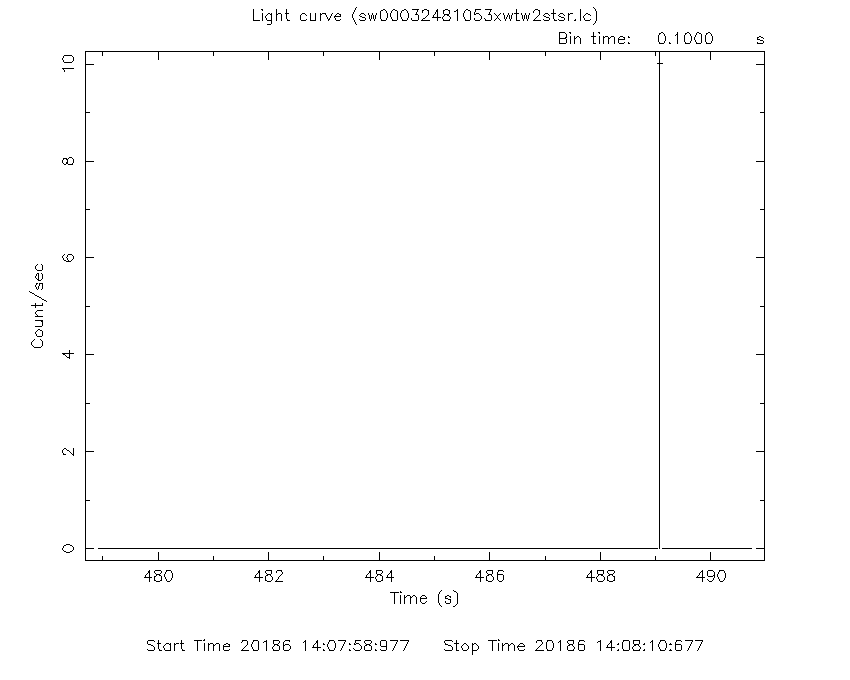 Light curve (sw00032481053xwtw2stsr.lc)
Bin time: 0.1000 s
10
8
6
4
2
0
Count/sec
480 482 484 486 488 490
Time (s)
Start Time 20186 14:07:58:977 Stop Time 20186 14:08:10:677